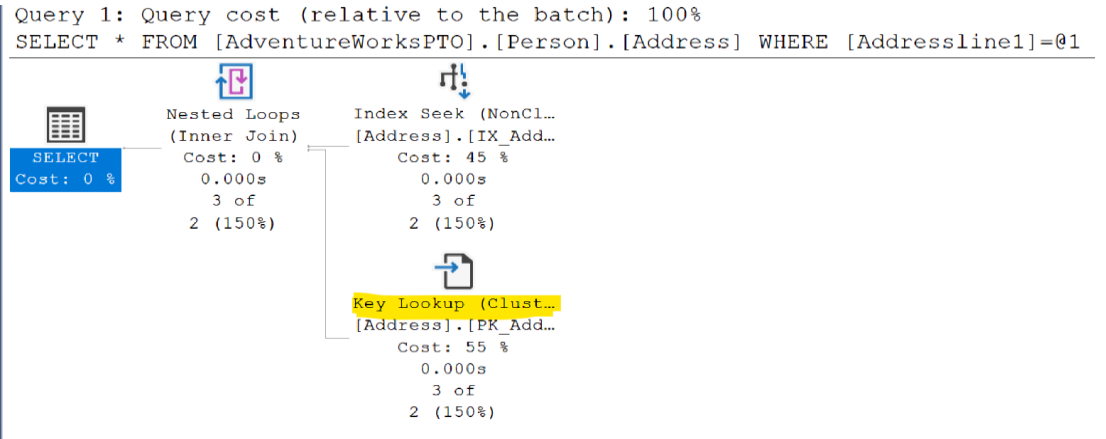 Query 1: Query cost (relative to the batch): 100%
SELECT * FROM [AdventureWorksPTO].[Person].[Address] WHERE [Addressline1]=@1
SELECT
Cost: 0 %
Nested Loops
(Inner Join)
Cost: 0 %
0.000s
3 of
2 (150%)
Index Seek (NonCl…
[Address].[IX_Add…
Cost: 45 %
0.000s
3 of
2 (150%)
Key Lookup (Clust…
[Address].[PK_Add…
Cost: 55 %
0.000s
3 of
2 (150%)